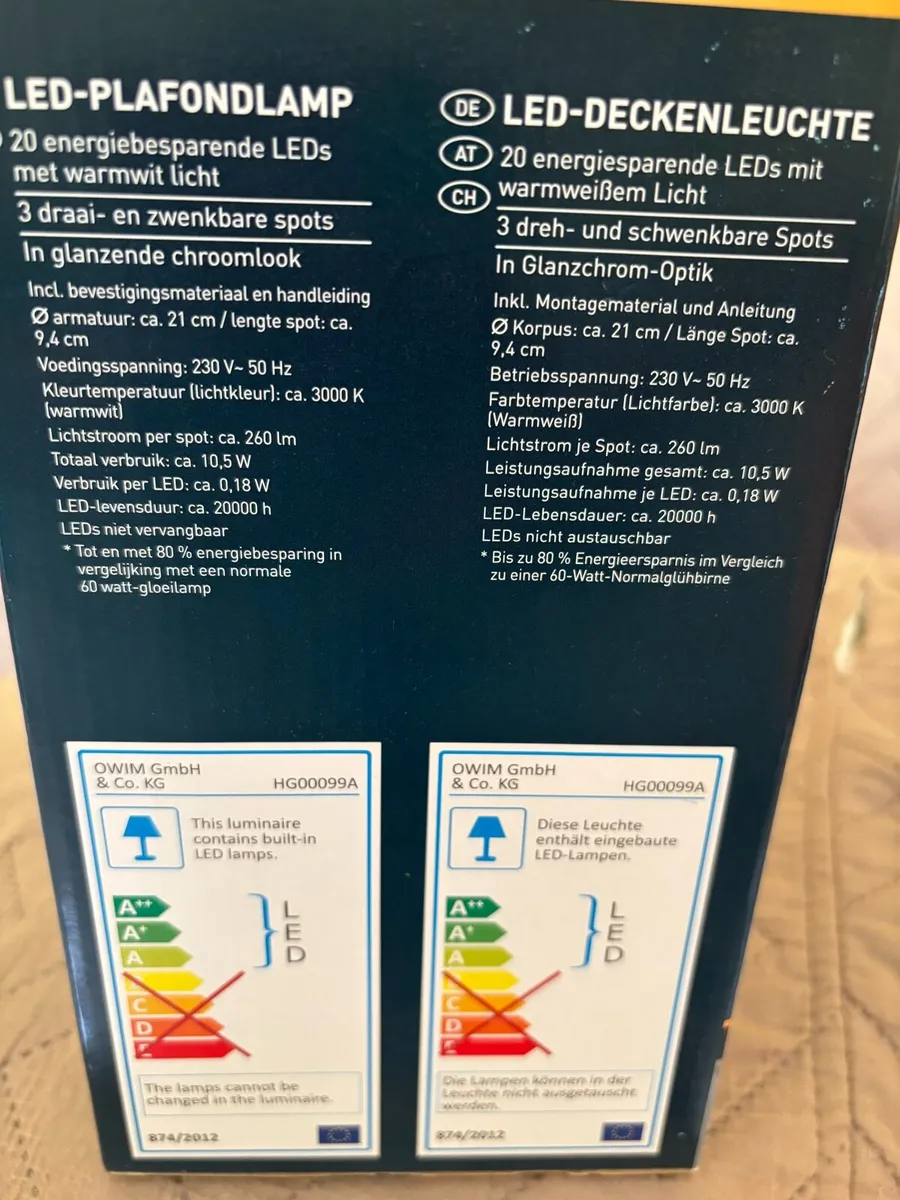 LED-PLAFONDLAMP
20 energiebesparende LEDs
met warmwit licht
3 draai- en zwenkbare spots
In glanzende chroomlook
Incl. bevestigingsmateriaal en handleiding
Ø armatuur: ca. 21 cm / lengte spot: ca.
9,4 cm
Voedingsspanning: 230 V~ 50 Hz
Kleurtemperatuur (lichtkleur): ca. 3000 K
(warmwit)
Lichtstroom per spot: ca. 260 lm
Totaal verbruik: ca. 10,5 W
Verbruik per LED: ca. 0,18 W
LED-levensduur: ca. 20000 h
LEDs niet vervangbaar
* Tot en met 80 % energiebesparing in
vergelijking met een normale
60 watt-gloeilamp
DE
AT
CH
LED-DECKENLEUCHTE
20 energiesparende LEDs mit
warmweißem Licht
3 dreh- und schwenkbare Spots
In Glanzchrom-Optik
Inkl. Montagematerial und Anleitung
Ø Korpus: ca. 21 cm / Länge Spot: ca.
9,4 cm
Betriebsspannung: 230 V~ 50 Hz
Farbtemperatur (Lichtfarbe): ca. 3000 K
(Warmweiß)
Lichtstrom je Spot: ca. 260 lm
Leistungsaufnahme gesamt: ca. 10,5 W
Leistungsaufnahme je LED: ca. 0,18 W
LED-Lebensdauer: ca. 20000 h
LEDs nicht austauschbar
* Bis zu 80 % Energieersparnis im Vergleich
zu einer 60-Watt-Normalglühbirne
OWIM GmbH
& Co. KG
HG00099A
This luminaire
contains built-in
LED lamps.
A++
A+
A
C
D
E
L
E
D
The lamps cannot be
changed in the luminaire.
874/2012
OWIM GmbH
& Co. KG
HG00099A
Diese Leuchte
enthält eingebaute
LED-Lampen.
A++
A+
A
C
D
E
L
E
D
Die Lampen können in der
Leuchte nicht ausgetauscht
werden.
874/2012